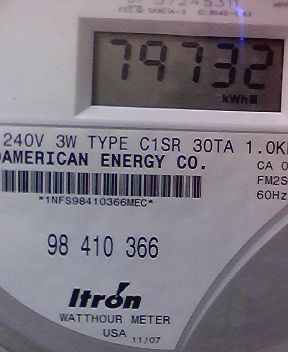 79732
kWh
240V 3W TYPE C1SR 30TA 1.0K
AMERICAN ENERGY CO.
CA 0
FM2S
60Hz
*1NFS98410366MEC*
98 410 366
Itron
WATTHOUR METER
USA 11/07